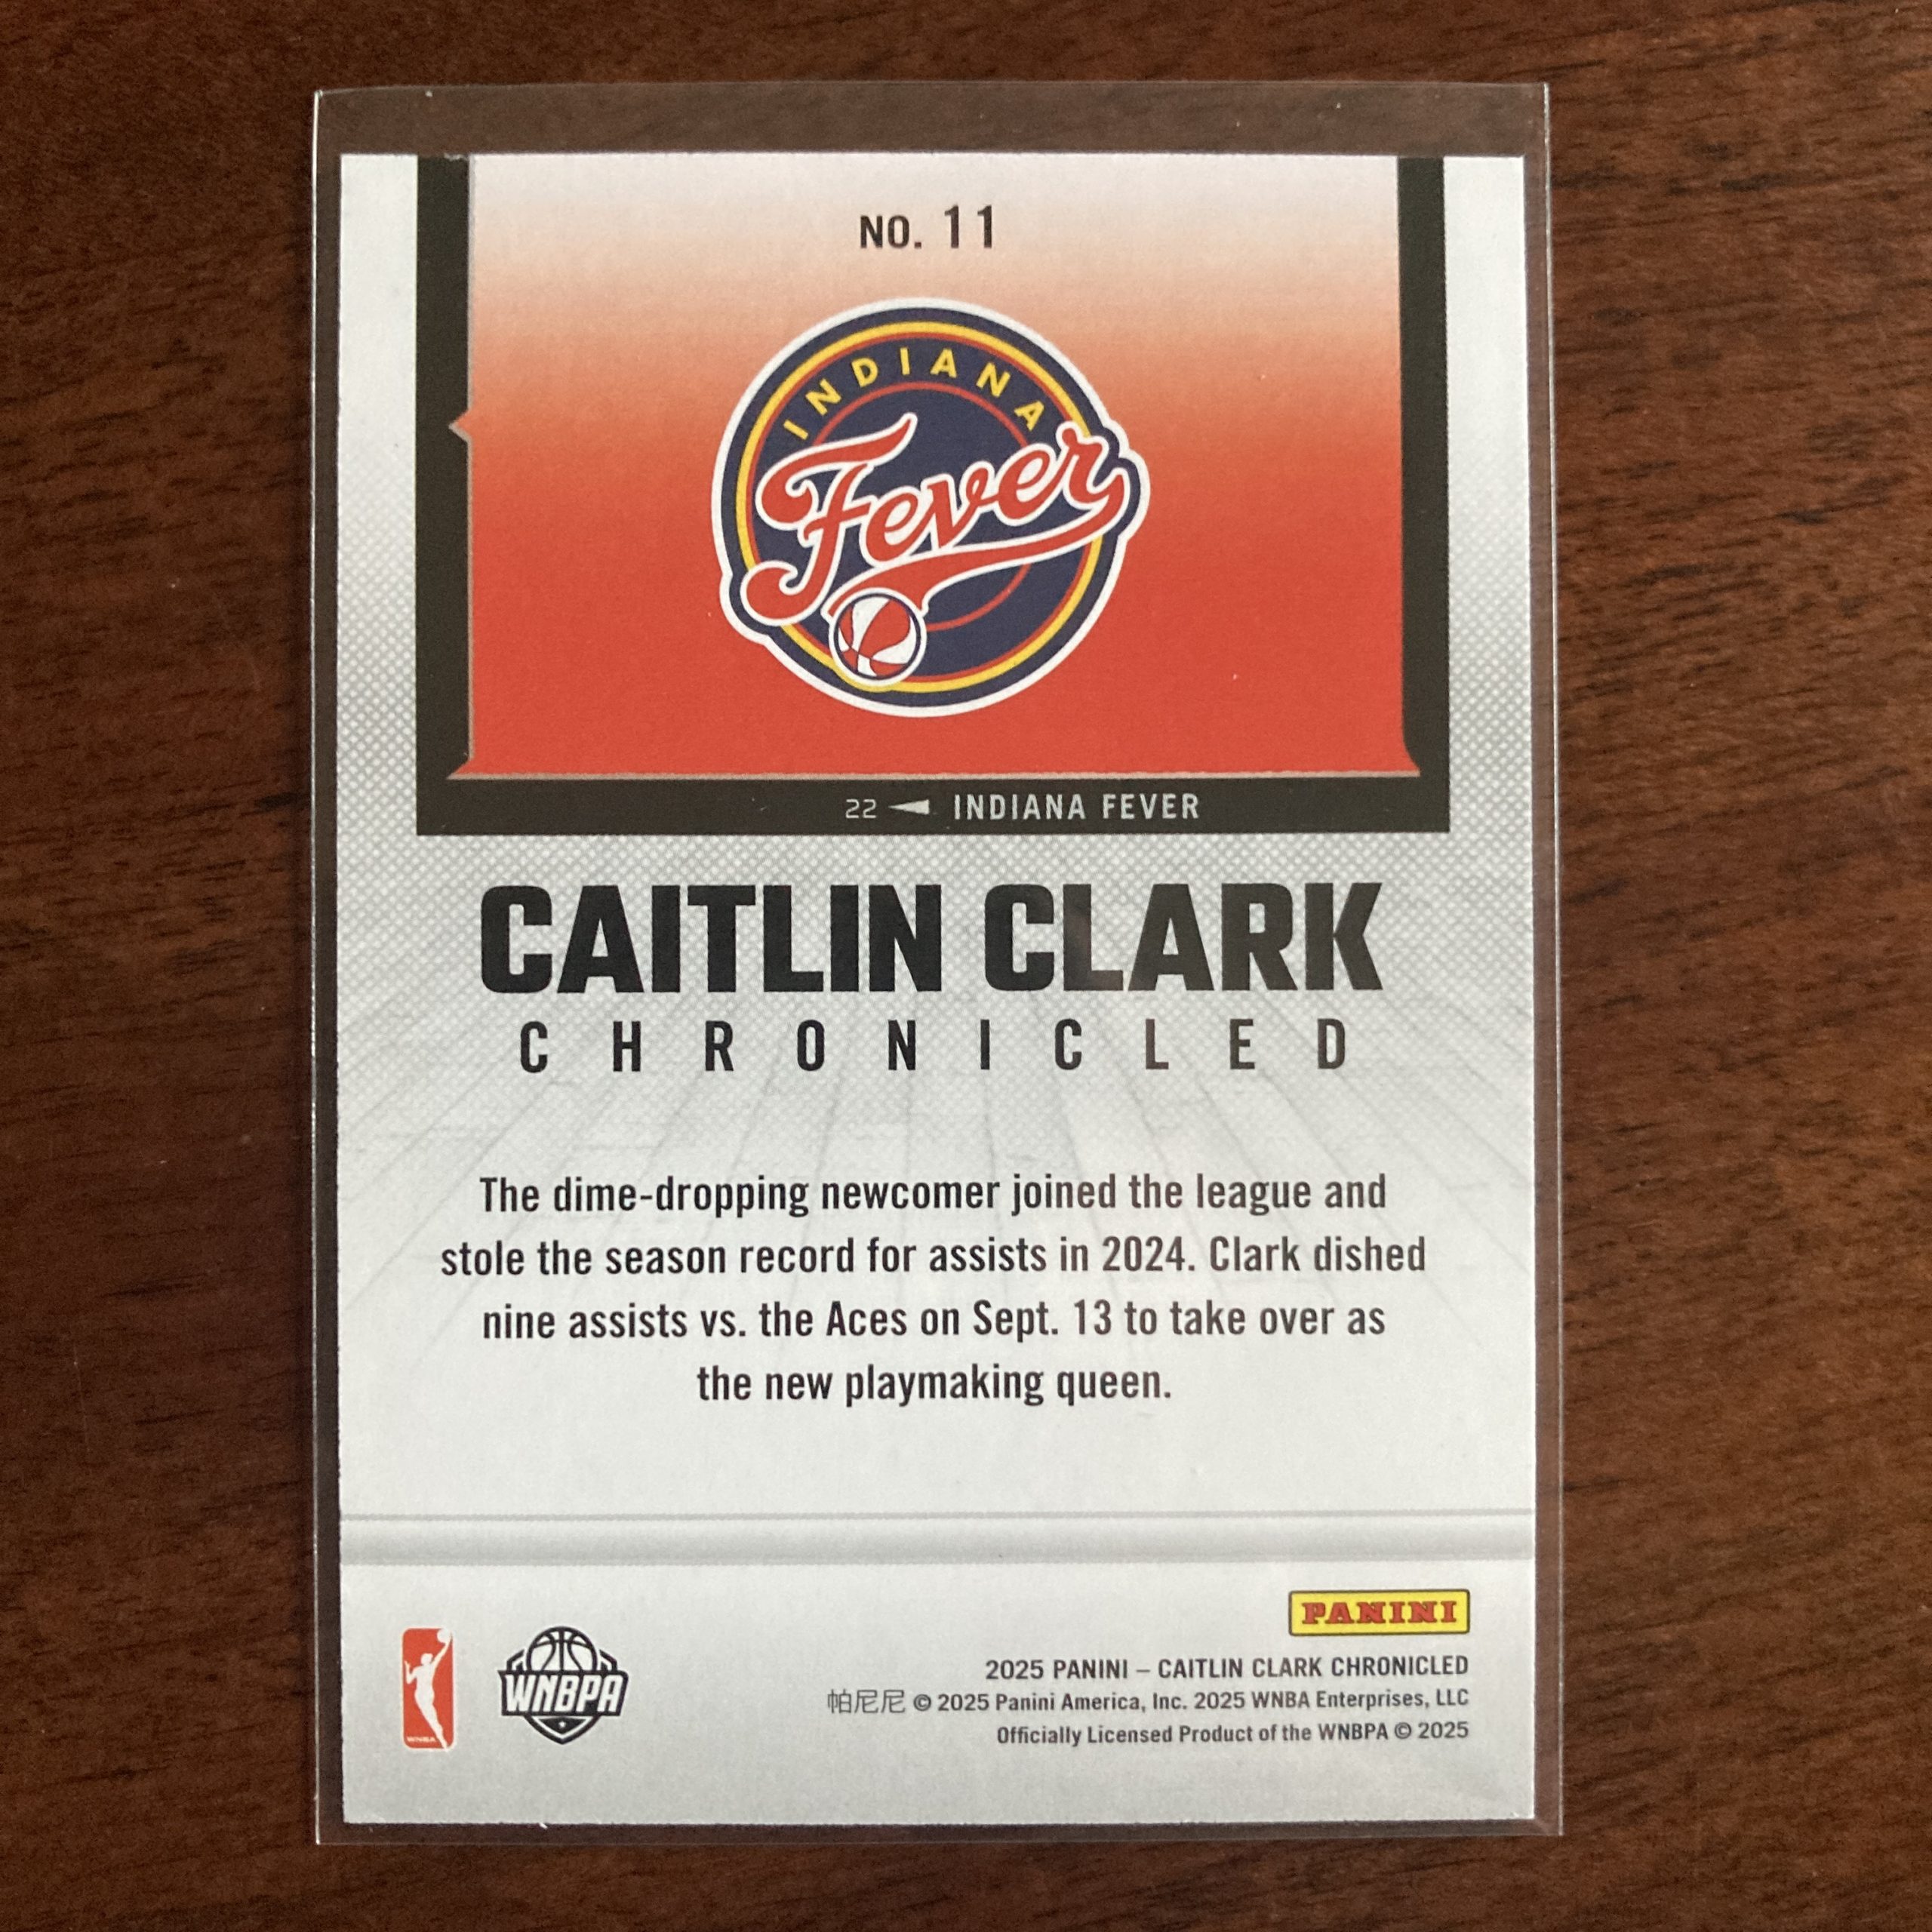 NO. 11
INDIANA
Fever
22 INDIANA FEVER
CAITLIN CLARK
CHRONICLED
The dime-dropping newcomer joined the league and
stole the season record for assists in 2024. Clark dished
nine assists vs. the Aces on Sept. 13 to take over as
the new playmaking queen.
PANINI
WNBA
WNBPA
2025 PANINI – CAITLIN CLARK CHRONICLED
帕尼尼 © 2025 Panini America, Inc. 2025 WNBA Enterprises, LLC
Officially Licensed Product of the WNBPA © 2025